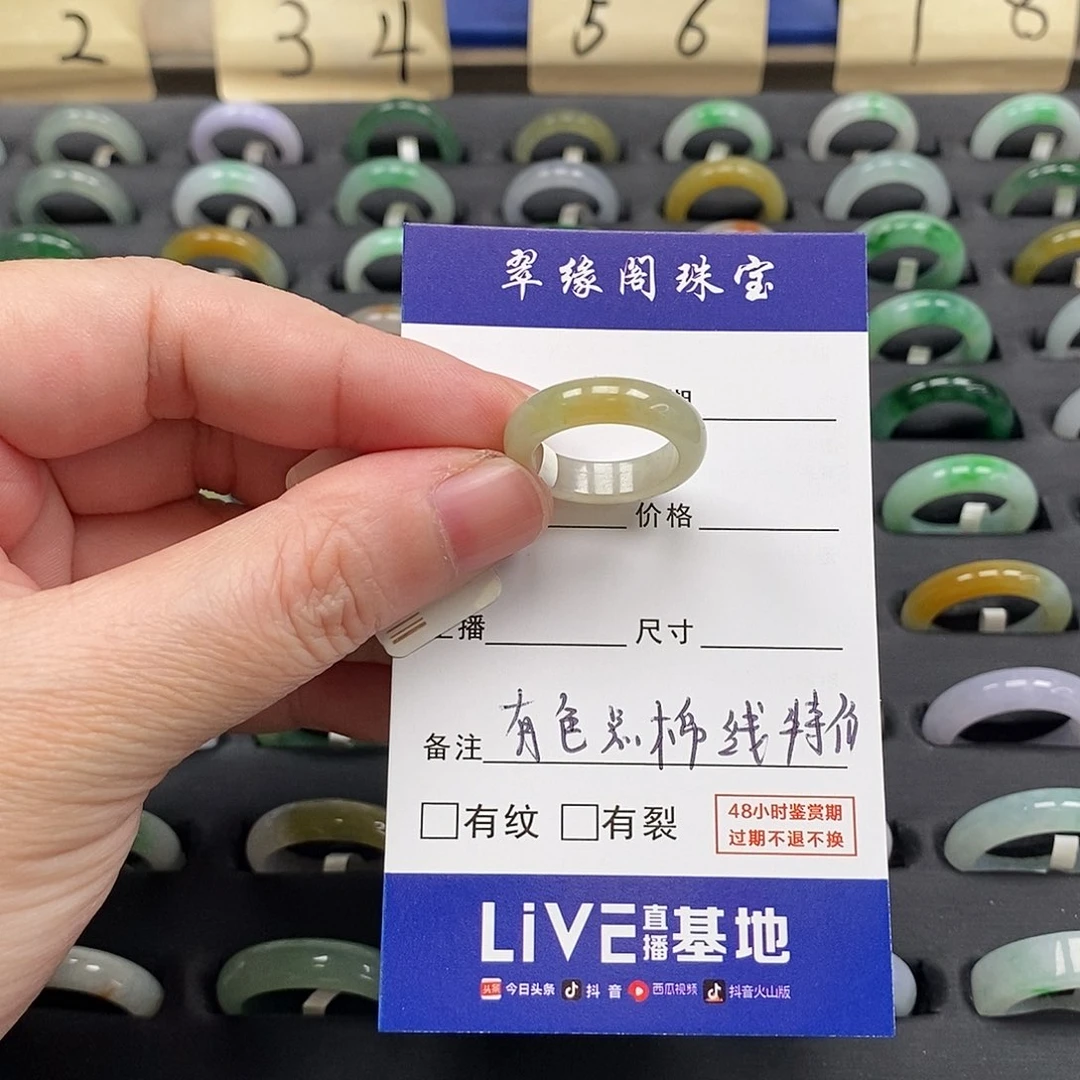 2
3 4
5 6
1 8
翠缘阁珠宝
价格
播 尺寸
备注 有色点棉线特价
□有纹 □有裂
48小时鉴赏期
过期不退不换
LiVE直播基地
头条 今日头条 抖音 西瓜视频 抖音火山版